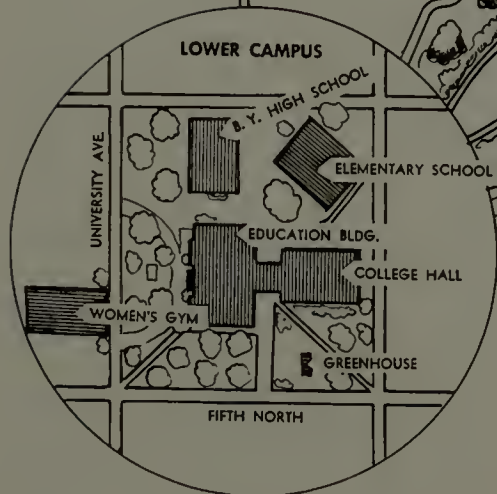 LOWER CAMPUS
B. Y. HIGH SCHOOL
ELEMENTARY SCHOOL
UNIVERSITY AVE.
EDUCATION BLDG.
COLLEGE HALL
WOMEN'S GYM
GREENHOUSE
FIFTH NORTH